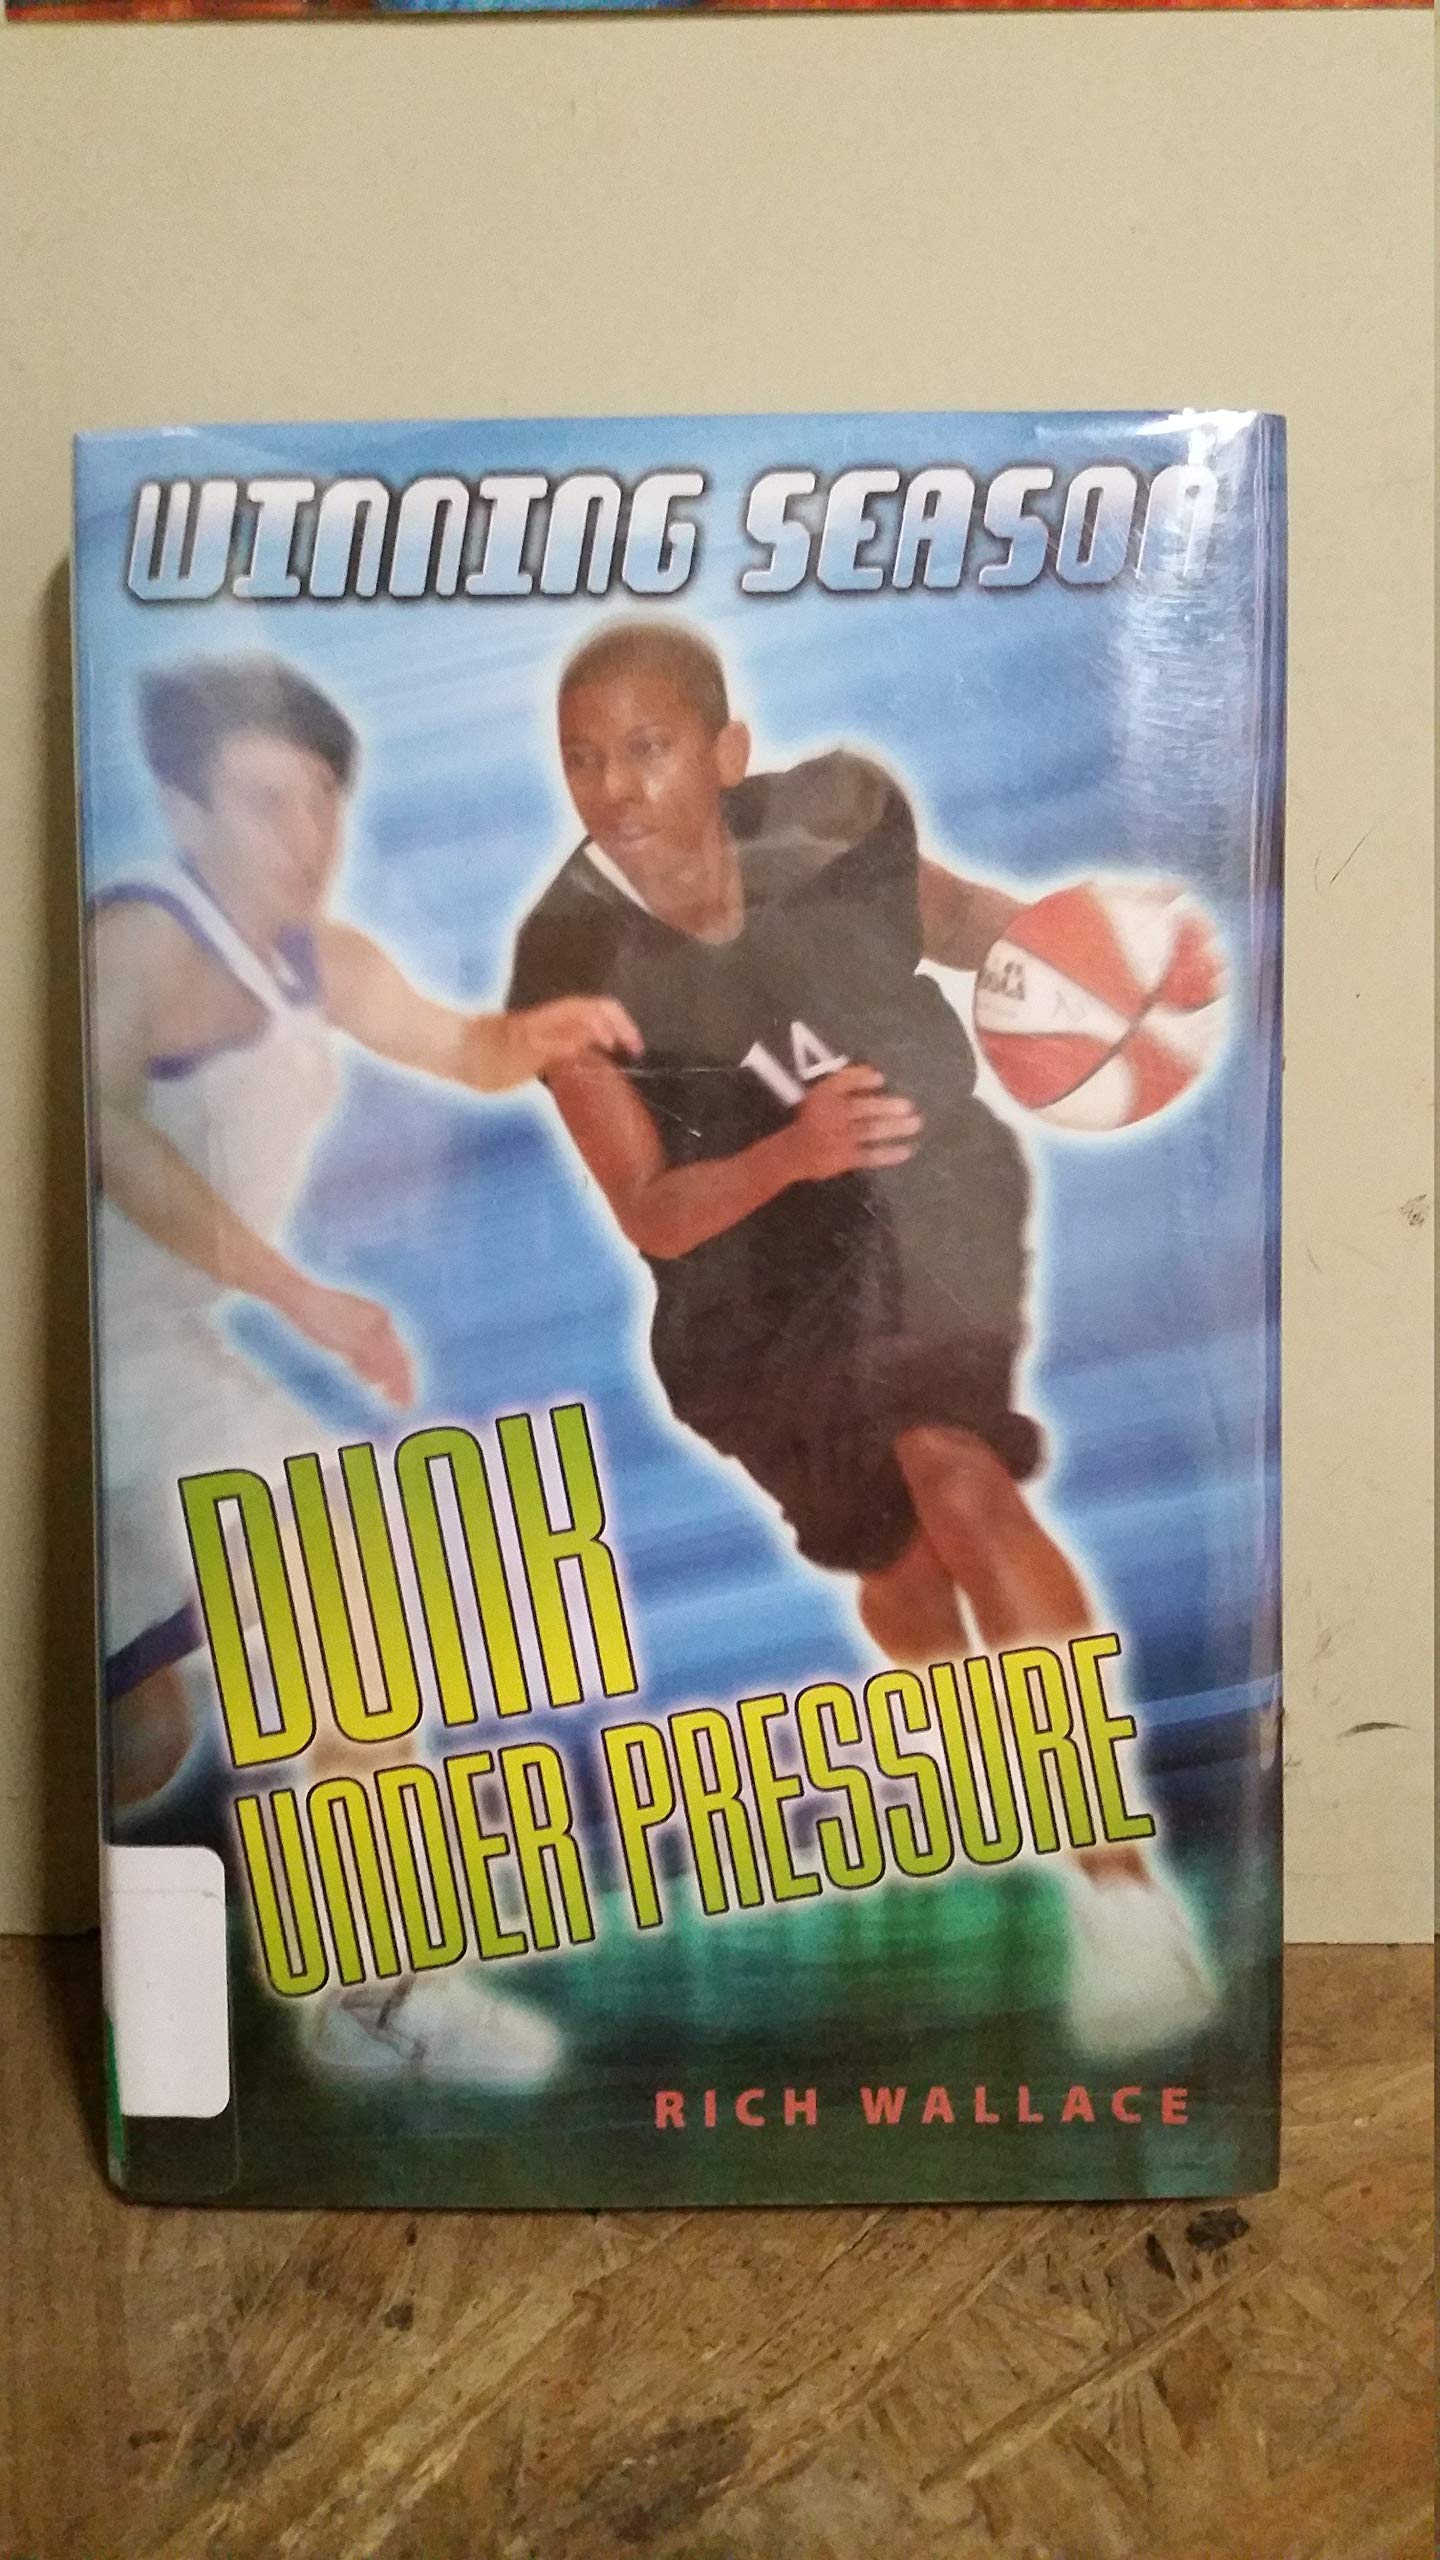 WINNING SEASON
14
DUNK
UNDER PRESSURE
RICH WALLACE